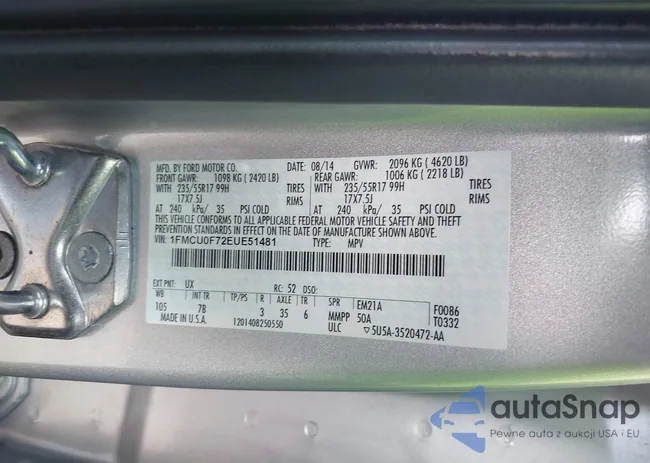 MFD. BY FORD MOTOR CO. DATE: 08/14 GVWR: 2096 KG ( 4620 LB)
FRONT GAWR: 1098 KG ( 2420 LB) REAR GAWR: 1006 KG ( 2218 LB)
WITH 235/55R17 99H TIRES WITH 235/55R17 99H TIRES
17X7.5J RIMS 17X7.5J RIMS
AT 240 kPa/ 35 PSI COLD AT 240 kPa/ 35 PSI COLD
THIS VEHICLE CONFORMS TO ALL APPLICABLE FEDERAL MOTOR VEHICLE SAFETY AND
THEFT PREVENTION STANDARDS IN EFFECT ON THE DATE OF MANUFACTURE SHOWN ABOVE.
VIN: 1FMCU0F72EUE51481 TYPE: MPV
EXT PNT: UX RC: 52 DSO:
WB INT TR TP/PS R AXLE TR SPR EM21A F0086
105 7B 3 35 6 MMPP 50A T0332
MADE IN U.S.A. 1201408250550 ULC ▽5U5A-3520472-AA
autaSnap
Pewne auta z aukcji USA i EU